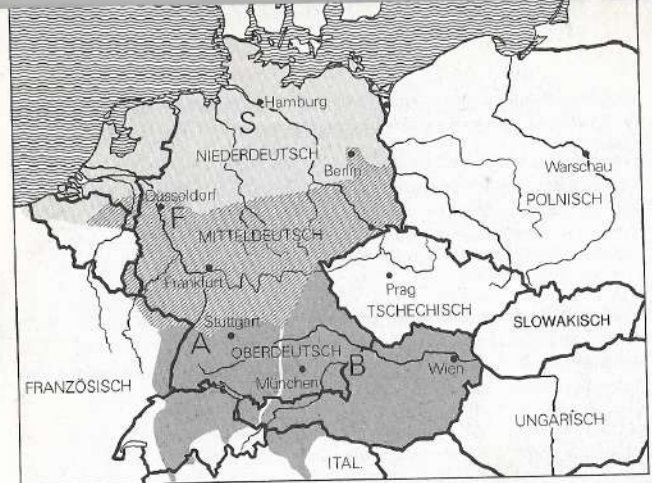 Hamburg
S
NIEDERDEUTSCH
Berlin
Warschau
POLNISCH
Düsseldorf
F
MITTELDEUTSCH
Frankfurt
Prag
TSCHECHISCH
Stuttgart
SLOWAKISCH
A
OBERDEUTSCH
B
Wien
München
FRANZÖSISCH
UNGARISCH
ITAL.